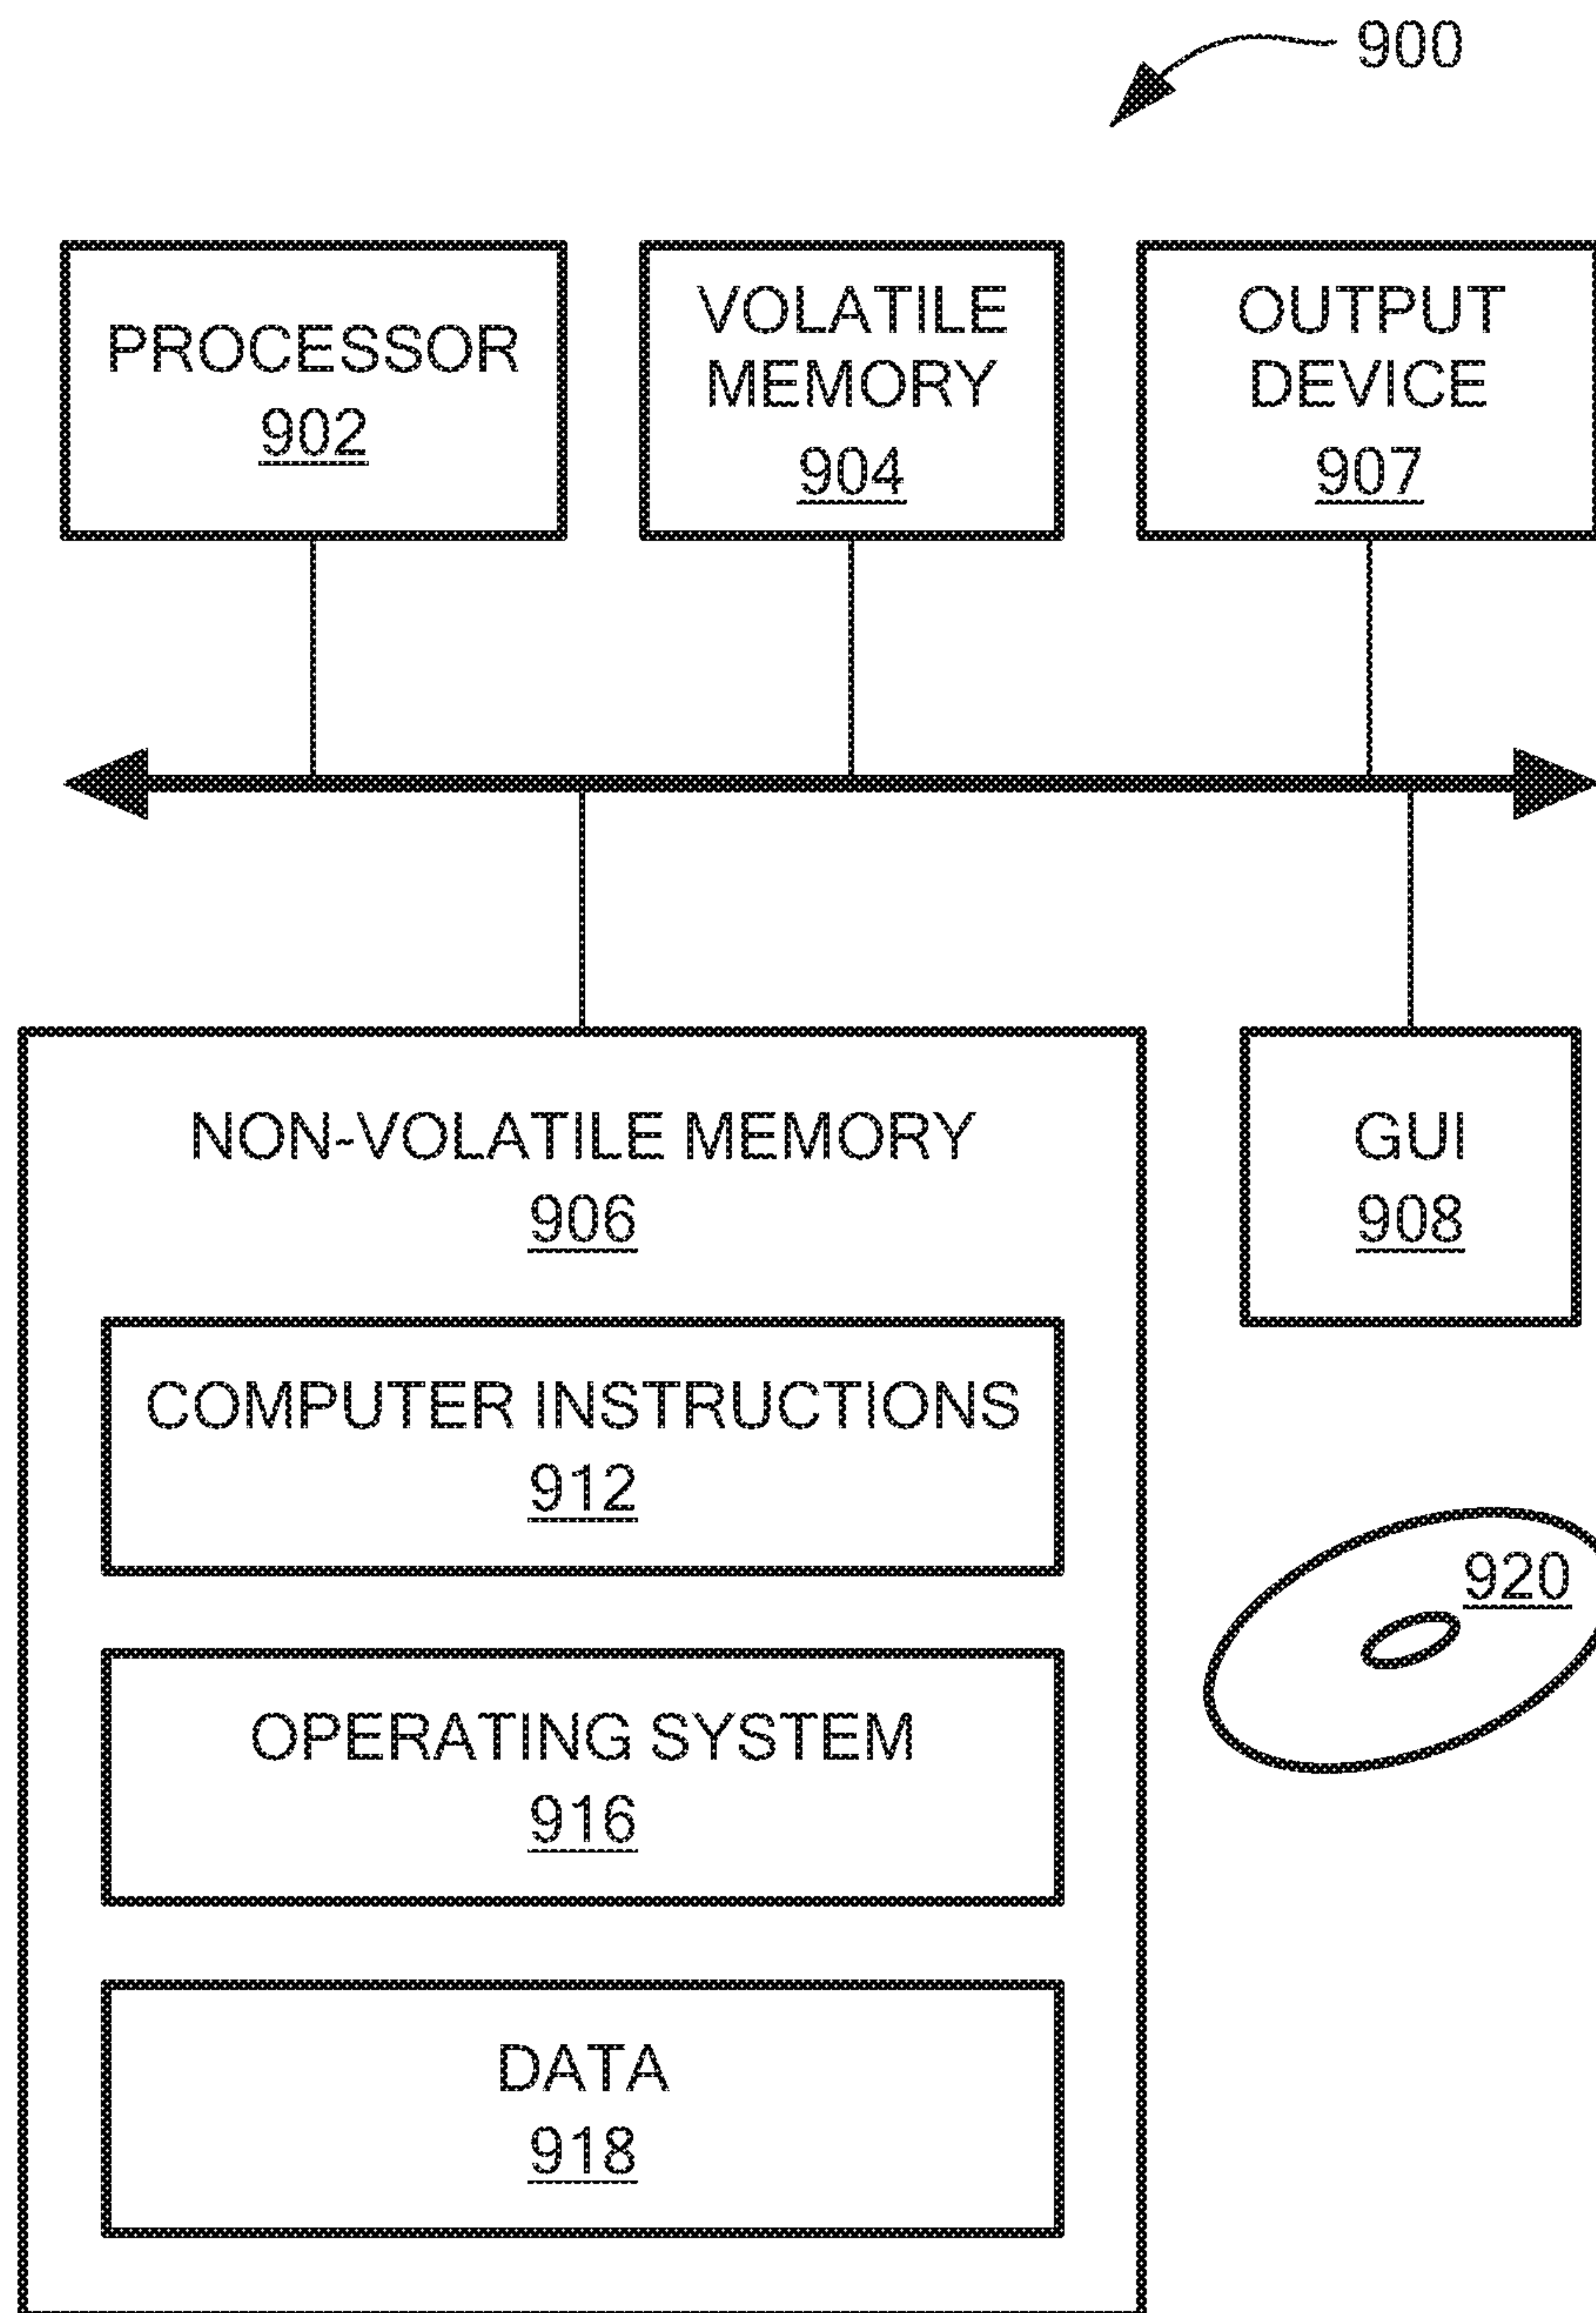 900
PROCESSOR
902
VOLATILE
MEMORY
904
OUTPUT
DEVICE
907
NON-VOLATILE MEMORY
906
GUI
908
COMPUTER INSTRUCTIONS
912
920
OPERATING SYSTEM
916
DATA
918